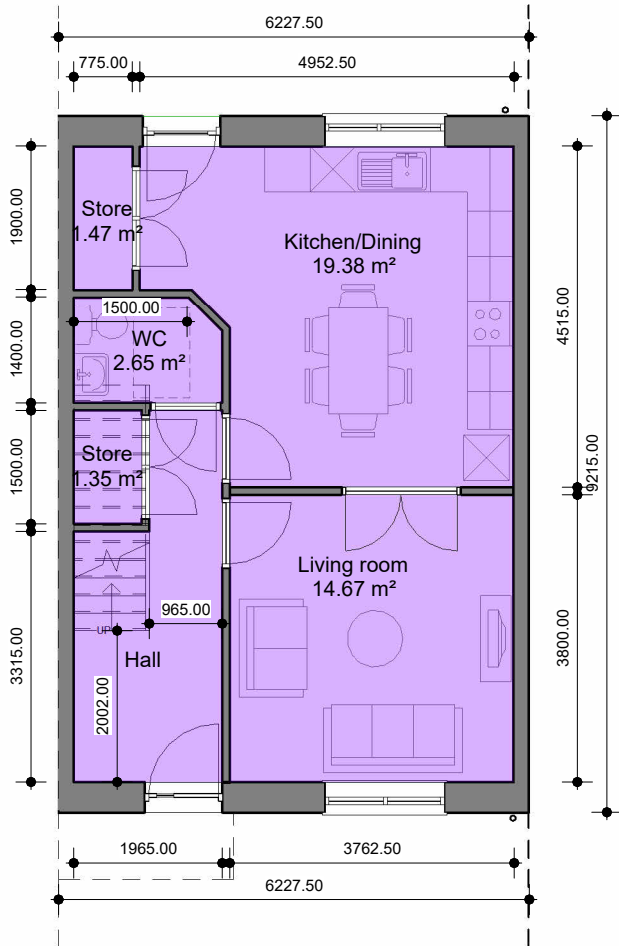 6227.50
775.00
4952.50
1900.00
Store
1.47 m²
Kitchen/Dining
19.38 m²
4515.00
1500.00
1400.00
WC
2.65 m²
9215.00
1500.00
Store
1.35 m²
Living room
14.67 m²
965.00
UP
3315.00
Hall
2002.00
3800.00
1965.00
3762.50
6227.50